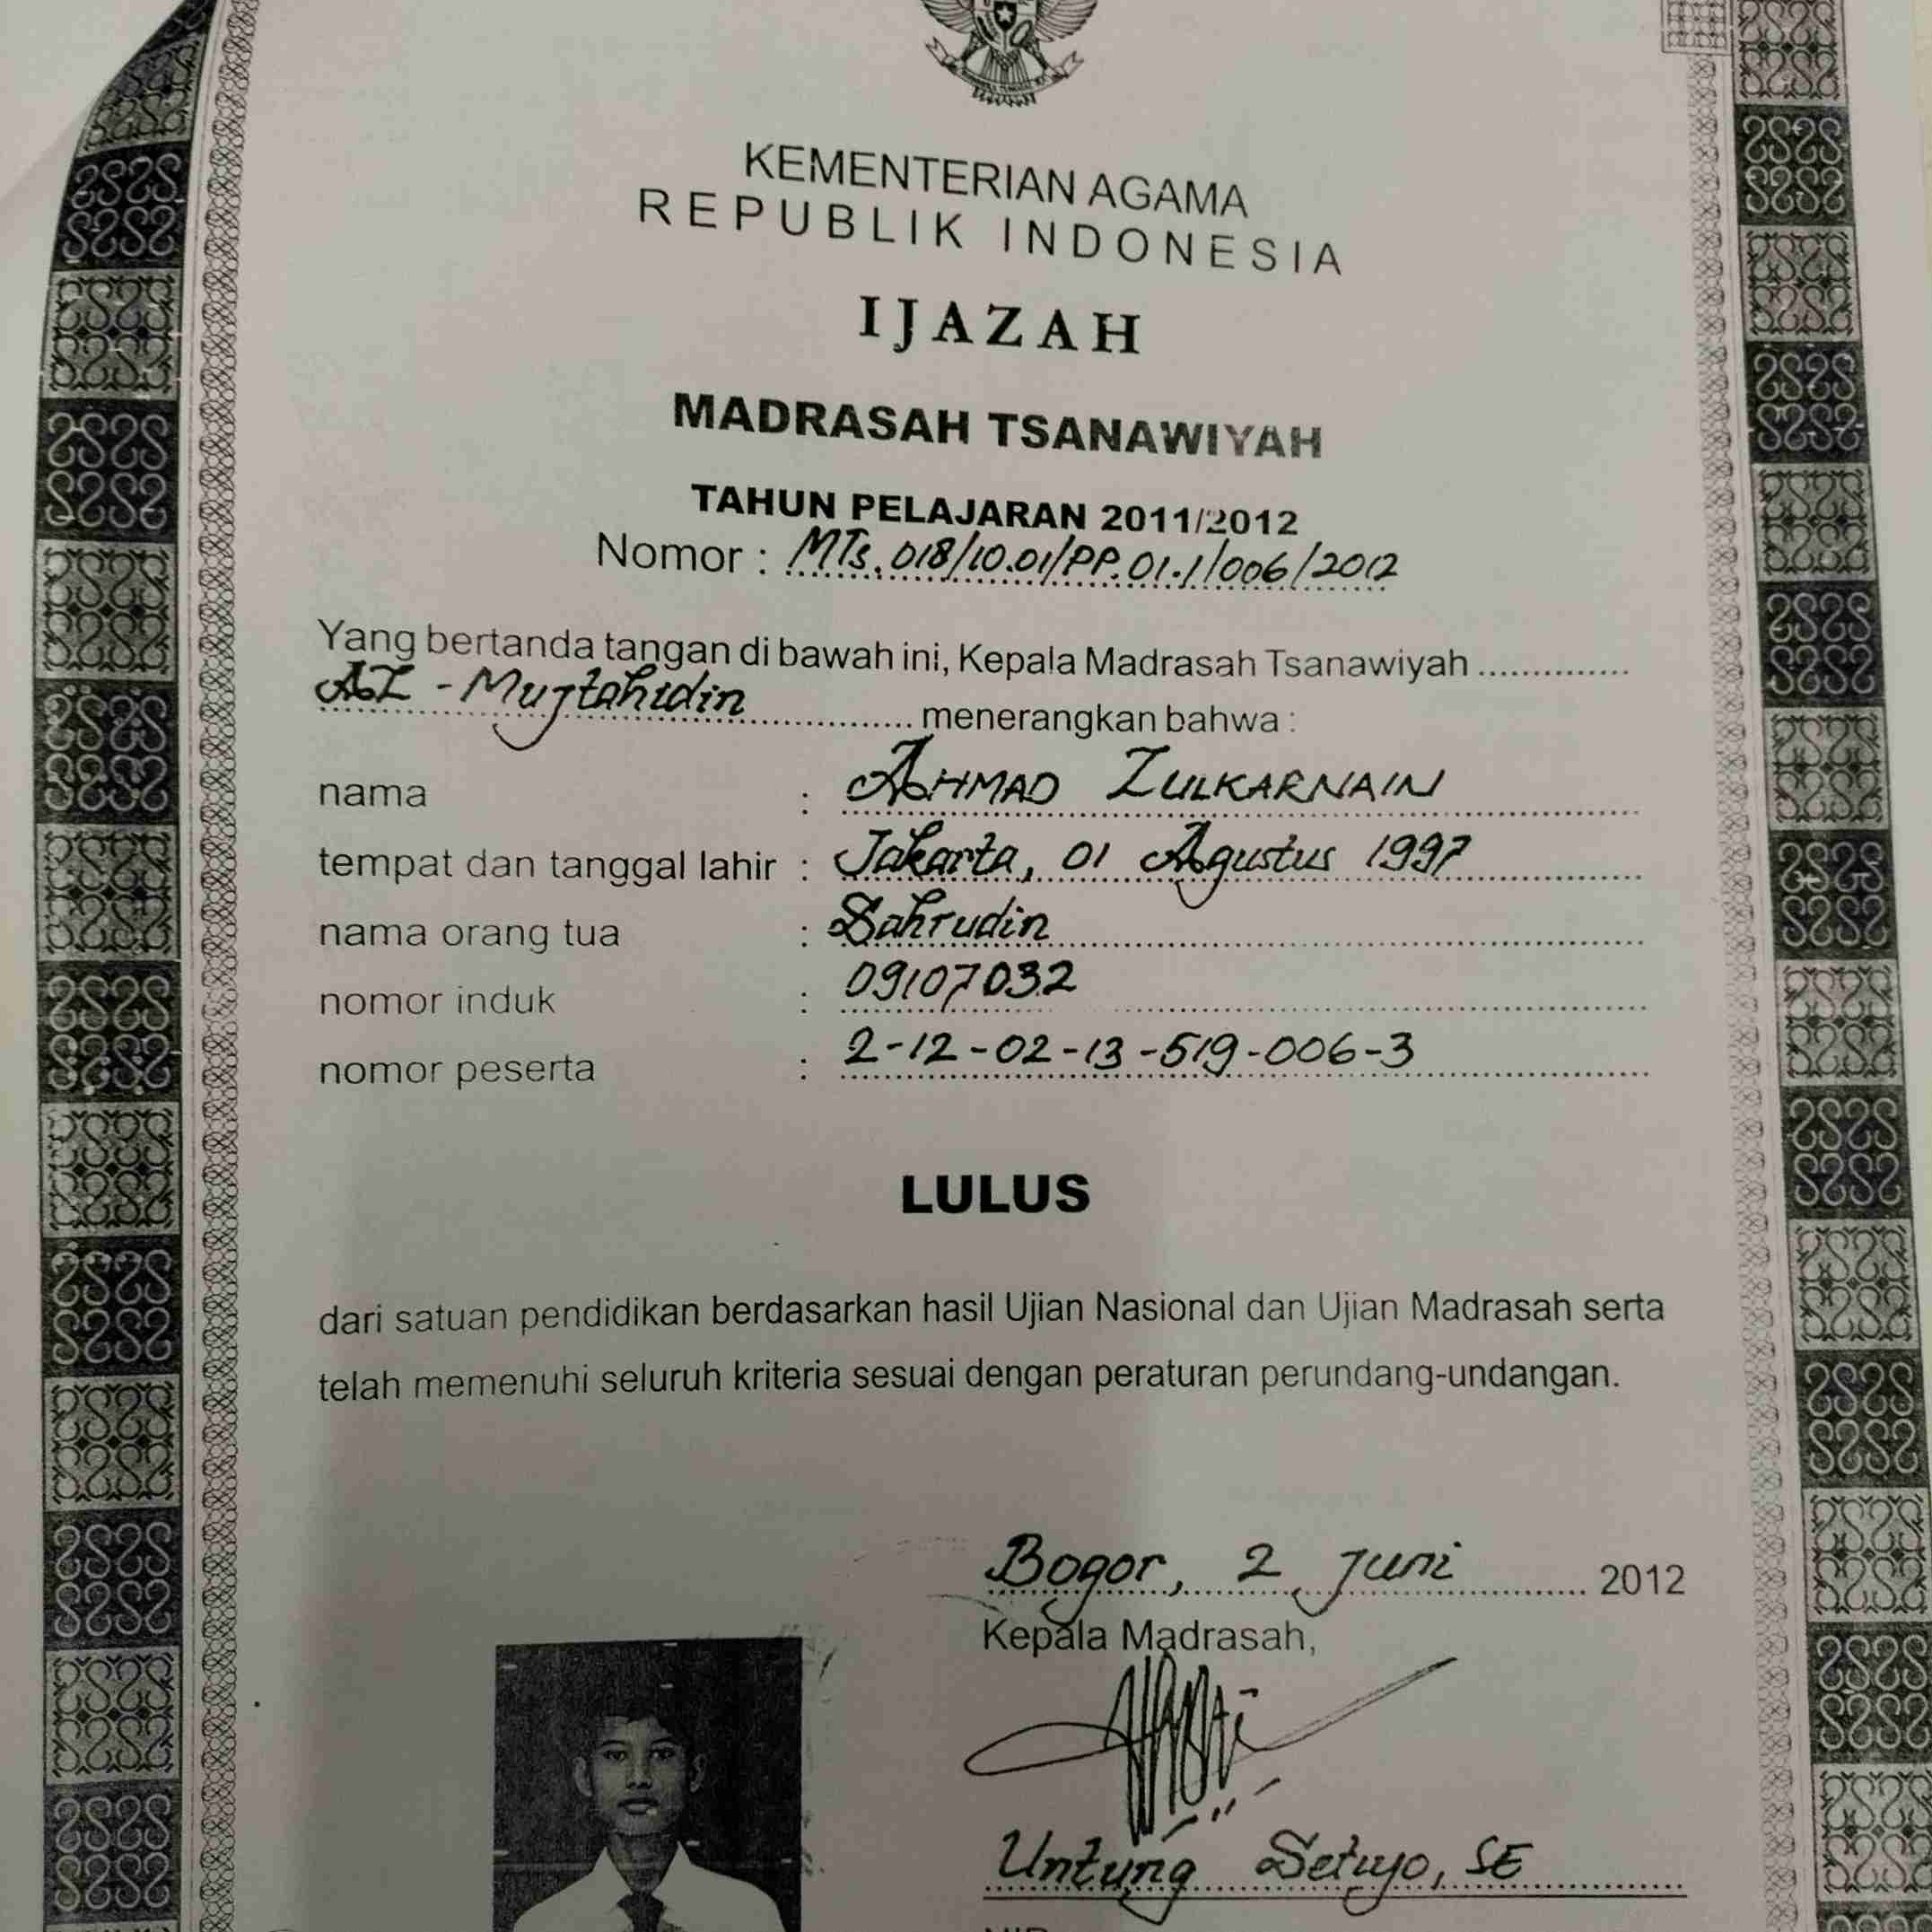 KEMENTERIAN AGAMA
REPUBLIK INDONESIA
IJAZAH
MADRASAH TSANAWIYAH
TAHUN PELAJARAN 2011/2012
Nomor : MTs.018/10.01/PP.01.1/006/2012
Yang bertanda tangan di bawah ini, Kepala Madrasah Tsanawiyah ..............
Al - Mujtahidin .............. menerangkan bahwa :
nama : AHMAD ZULKARNAIN
tempat dan tanggal lahir : Jakarta, 01 Agustus 1997
nama orang tua : Sahrudin
nomor induk : 09107032
nomor peserta : 2-12-02-13-519-006-3
LULUS
dari satuan pendidikan berdasarkan hasil Ujian Nasional dan Ujian Madrasah serta
telah memenuhi seluruh kriteria sesuai dengan peraturan perundang-undangan.
Bogor, 2 Juni 2012
Kepala Madrasah,
Untung Setiyo, SE